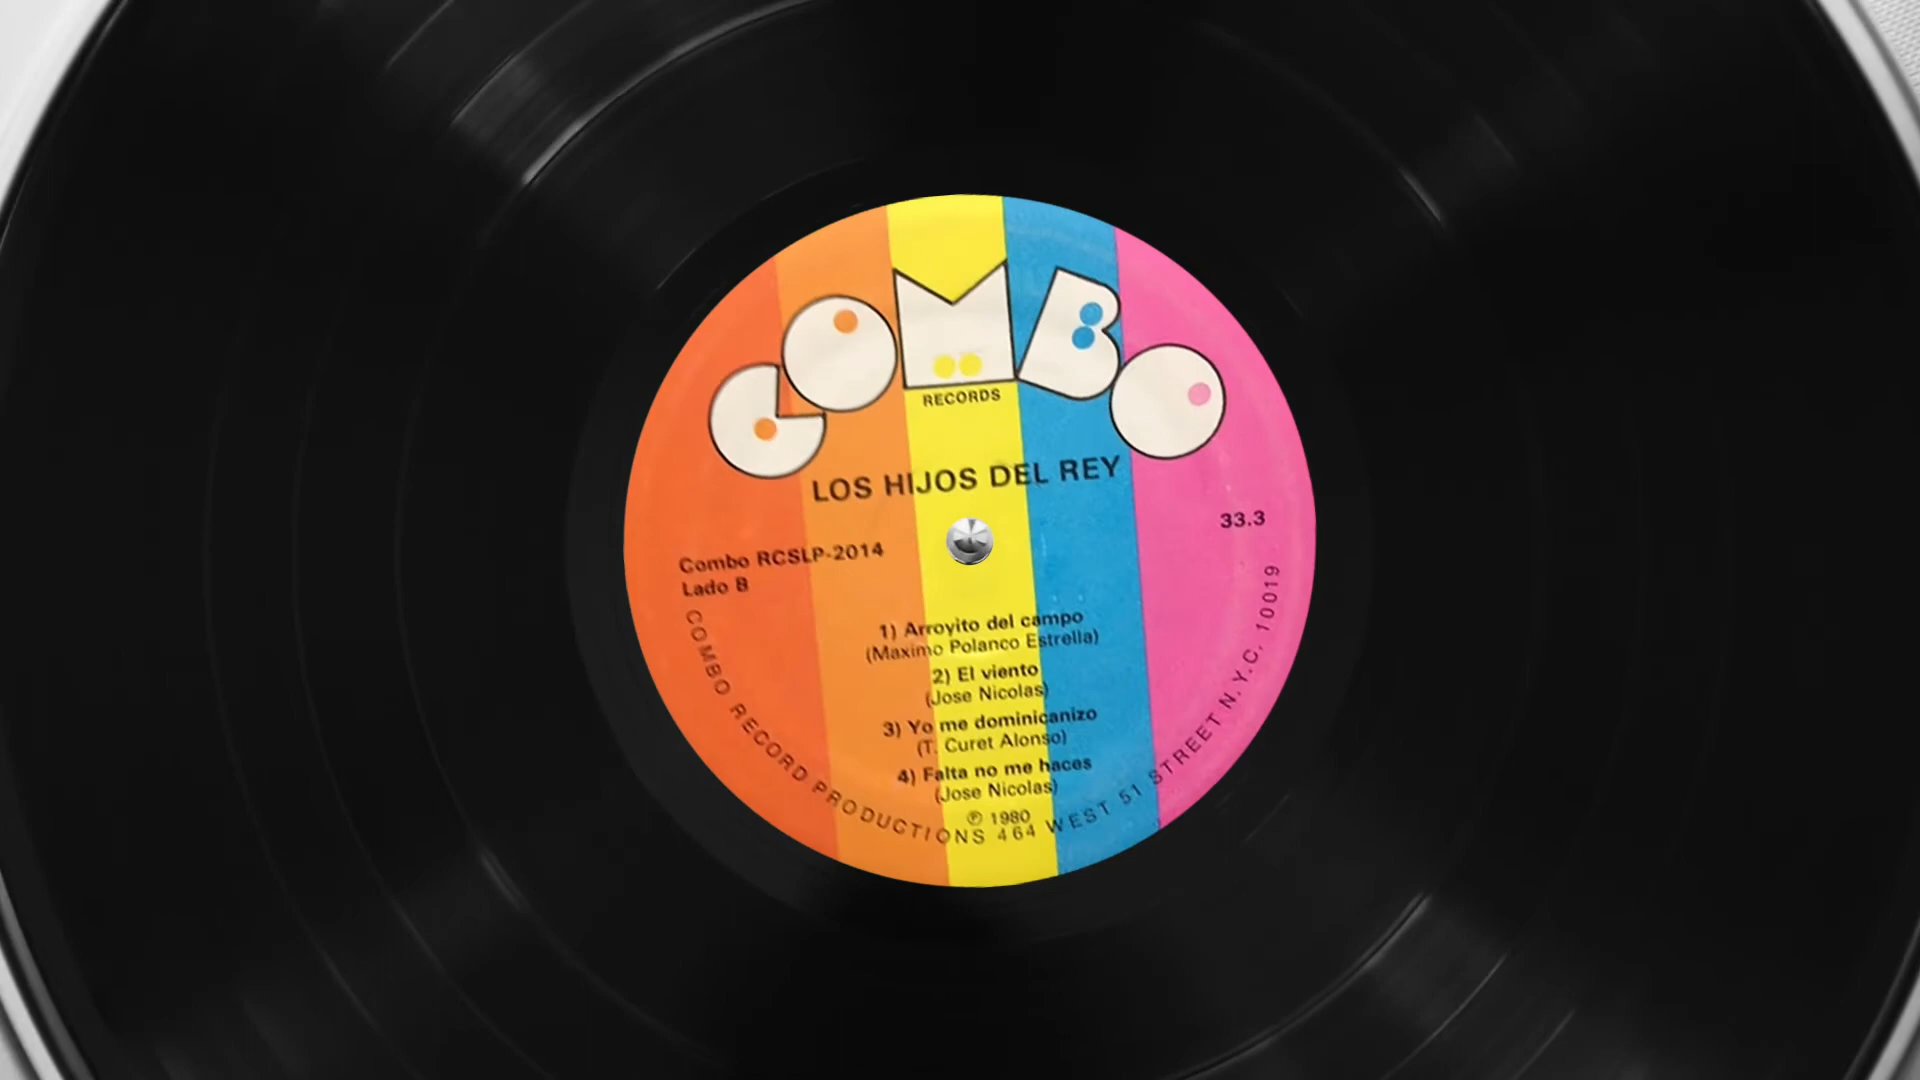 COMBO
RECORDS
LOS HIJOS DEL REY
33.3
Combo RCSLP-2014
Lado B
1) Arroyito del campo
(Maximo Polanco Estrella)
2) El viento
(Jose Nicolas)
3) Yo me dominicanizo
(T. Curet Alonso)
4) Falta no me haces
(Jose Nicolas)
℗ 1980
COMBO RECORD PRODUCTIONS 464 WEST 51 STREET N.Y.C. 10019